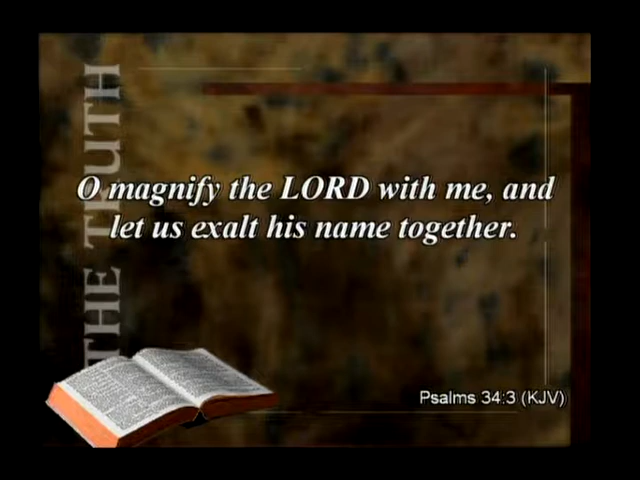 THE TRUTH
O magnify the LORD with me, and
let us exalt his name together.
Psalms 34:3 (KJV)